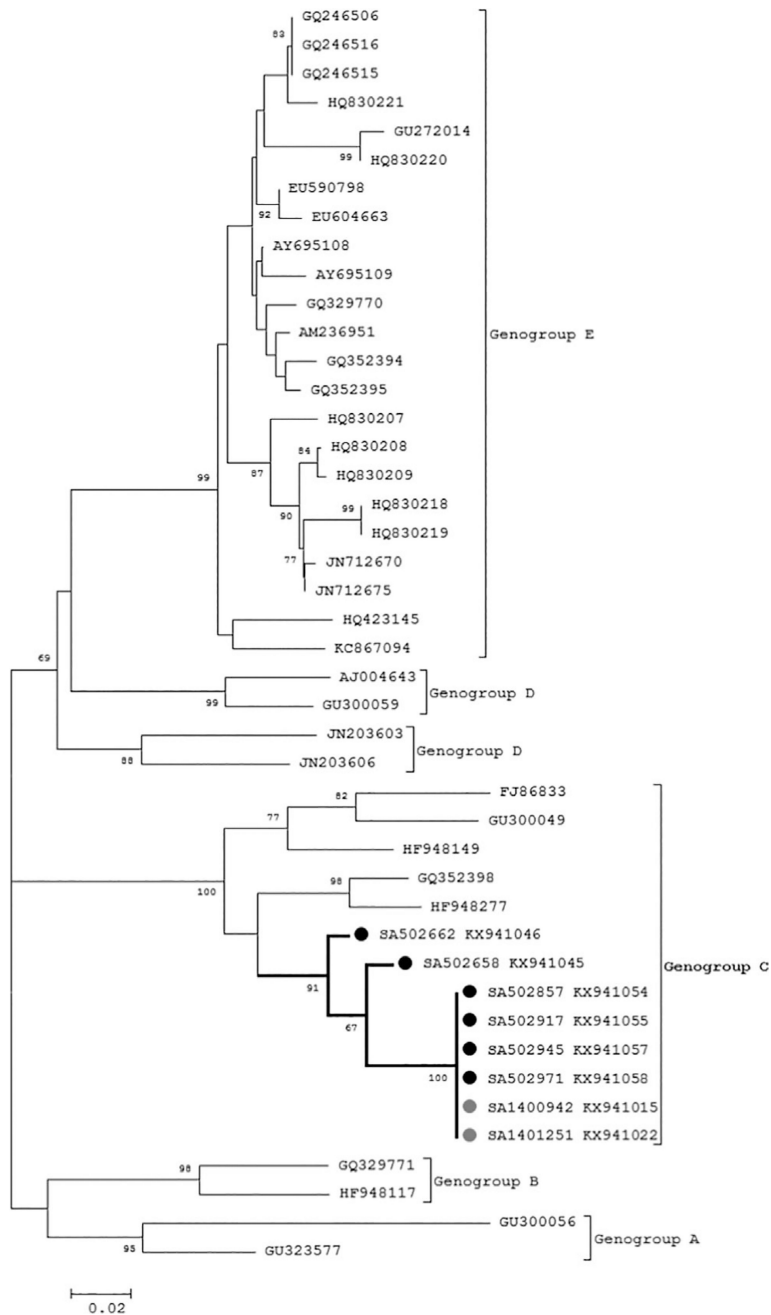 GQ246506
83
GQ246516
GQ246515
HQ830221
GU272014
99
HQ830220
EU590798
92
EU604663
AY695108
AY695109
GQ329770
Genogroup E
AM236951
GQ352394
GQ352395
HQ830207
84
HQ830208
87
HQ830209
99
99
HQ830218
90
HQ830219
77
JN712670
JN712675
HQ423145
KC867094
69
AJ004643
Genogroup D
99
GU300059
JN203603
Genogroup D
88
JN203606
82
FJ86833
77
GU300049
HF948149
98
GQ352398
100
HF948277
SA502662 KX941046
SA502658 KX941045
Genogroup C
91
SA502857 KX941054
67
SA502917 KX941055
SA502945 KX941057
100
SA502971 KX941058
SA1400942 KX941015
SA1401251 KX941022
98
GQ329771
Genogroup B
HF948117
GU300056
Genogroup A
95
GU323577
0.02